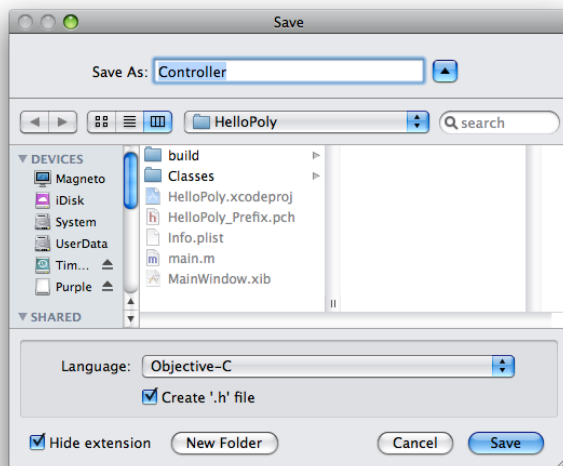 Save
Save As: Controller
HelloPoly
search
DEVICES
Magneto
iDisk
System
UserData
Tim...
Purple
SHARED
build
Classes
HelloPoly.xcodeproj
HelloPoly_Prefix.pch
Info.plist
main.m
MainWindow.xib
Language: Objective-C
Create '.h' file
Hide extension New Folder Cancel Save